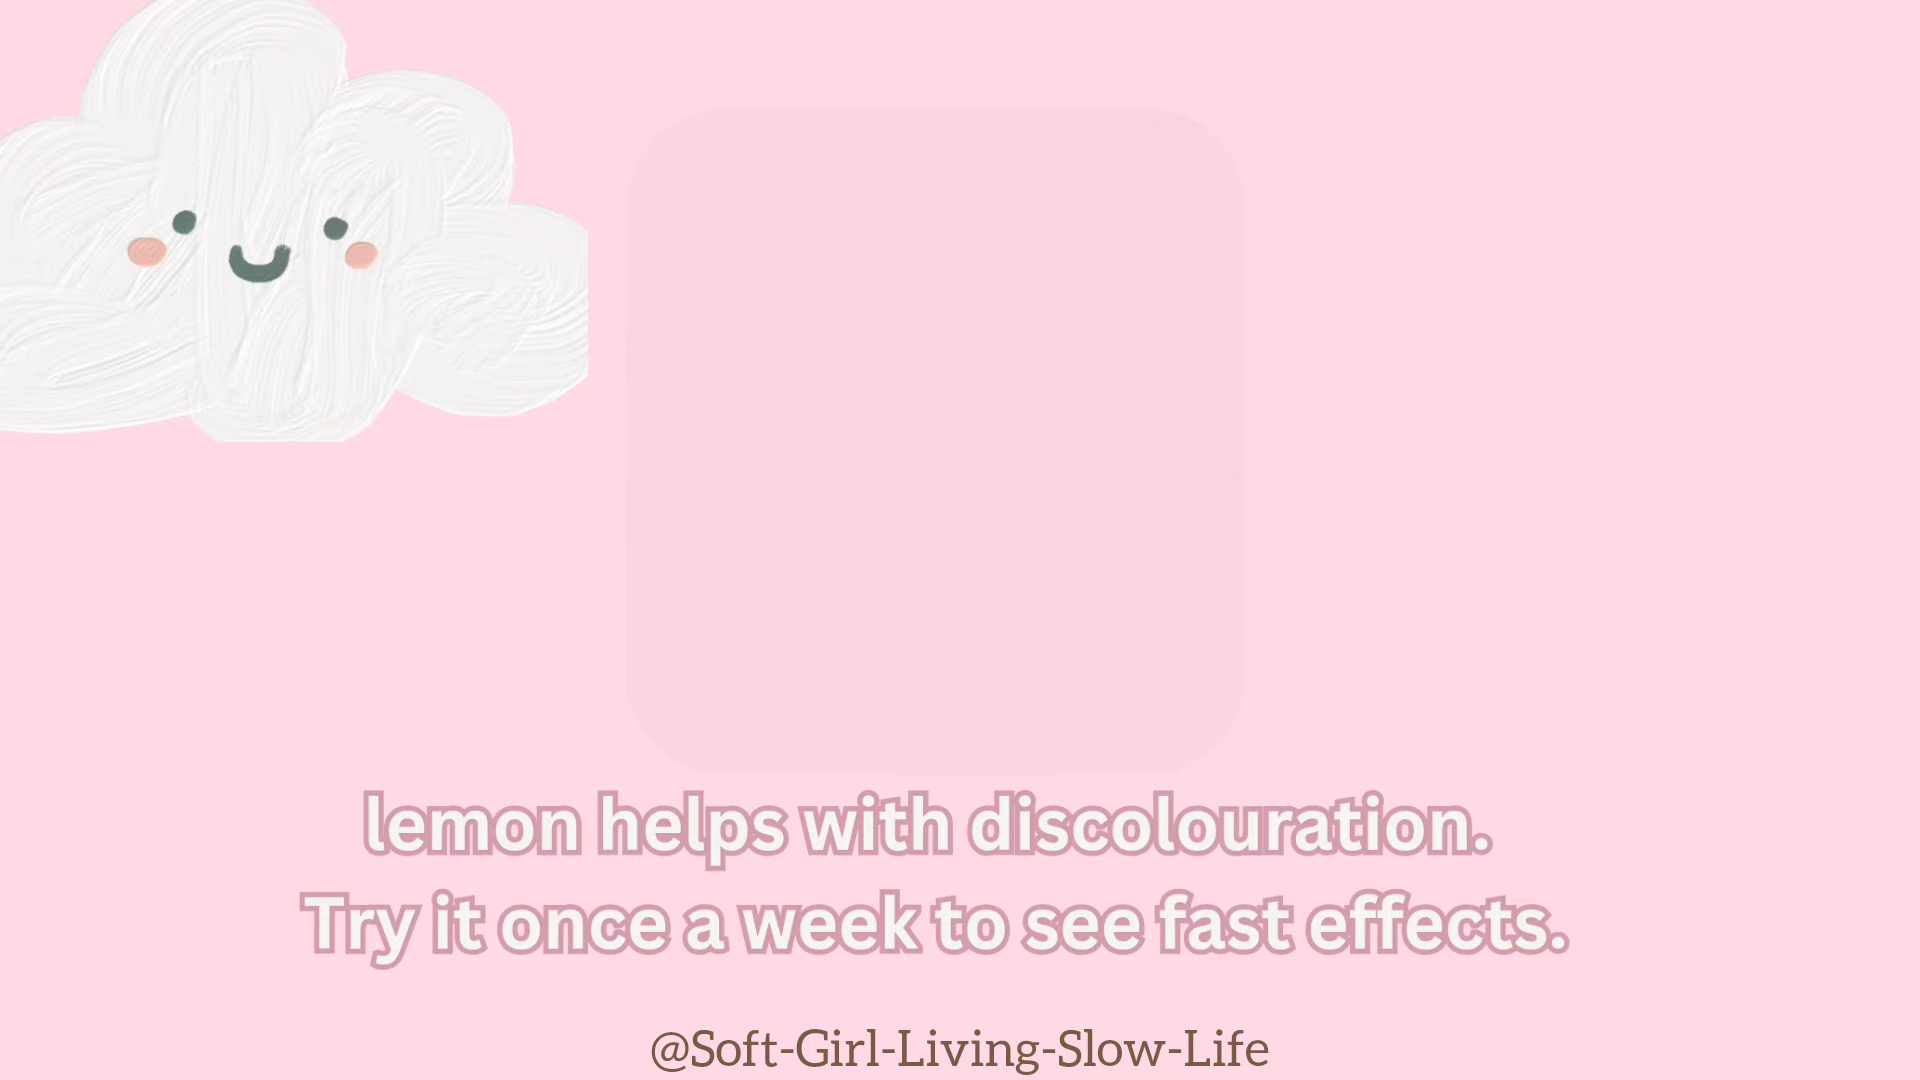 lemon helps with discolouration.
Try it once a week to see fast effects.
@Soft-Girl-Living-Slow-Life